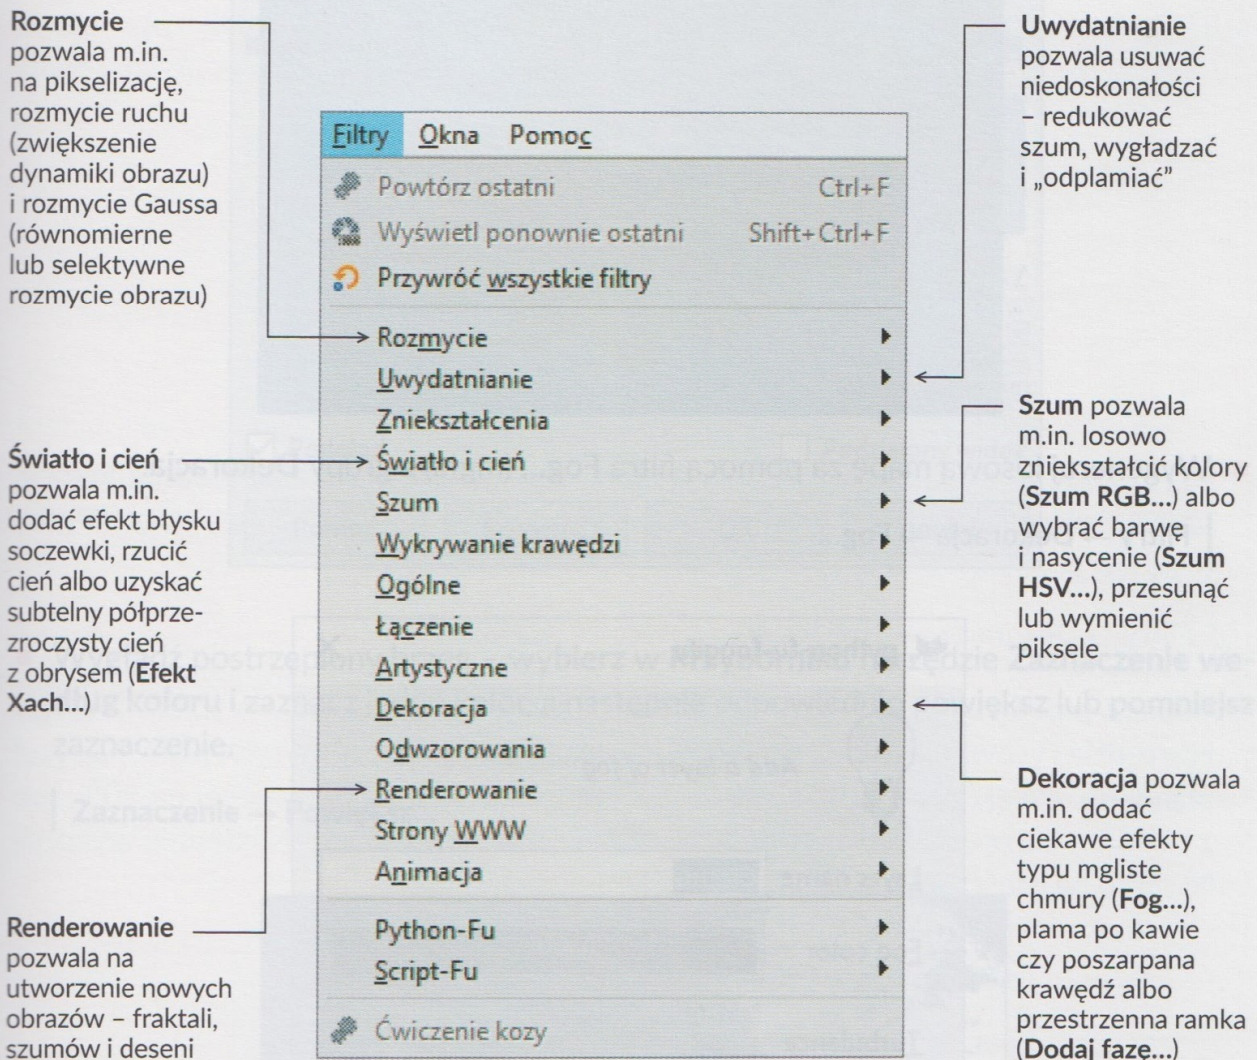 Rozmycie
pozwala m.in.
na pikselizację,
rozmycie ruchu
(zwiększenie
dynamiki obrazu)
i rozmycie Gaussa
(równomierne
lub selektywne
rozmycie obrazu)
Światło i cień
pozwala m.in.
dodać efekt błysku
soczewki, rzucić
cień albo uzyskać
subtelny półprze-
zroczysty cień
z obrysem (Efekt
Xach...)
Renderowanie
pozwala na
utworzenie nowych
obrazów – fraktali,
szumów i deseni
Filtry Okna Pomoc
Powtórz ostatni Ctrl+F
Wyświetl ponownie ostatni Shift+Ctrl+F
Przywróć wszystkie filtry
Rozmycie
Uwydatnianie
Zniekształcenia
Światło i cień
Szum
Wykrywanie krawędzi
Ogólne
Łączenie
Artystyczne
Dekoracja
Odwzorowania
Renderowanie
Strony WWW
Animacja
Python-Fu
Script-Fu
Ćwiczenie kozy
Uwydatnianie
pozwala usuwać
niedoskonałości
– redukować
szum, wygładzać
i „odplamiać”
Szum pozwala
m.in. losowo
zniekształcić kolory
(Szum RGB...) albo
wybrać barwę
i nasycenie (Szum
HSV...), przesunąć
lub wymienić
piksele
Dekoracja pozwala
m.in. dodać
ciekawe efekty
typu mgliste
chmury (Fog...),
plama po kawie
czy poszarpana
krawędź albo
przestrzenna ramka
(Dodaj fazę...)